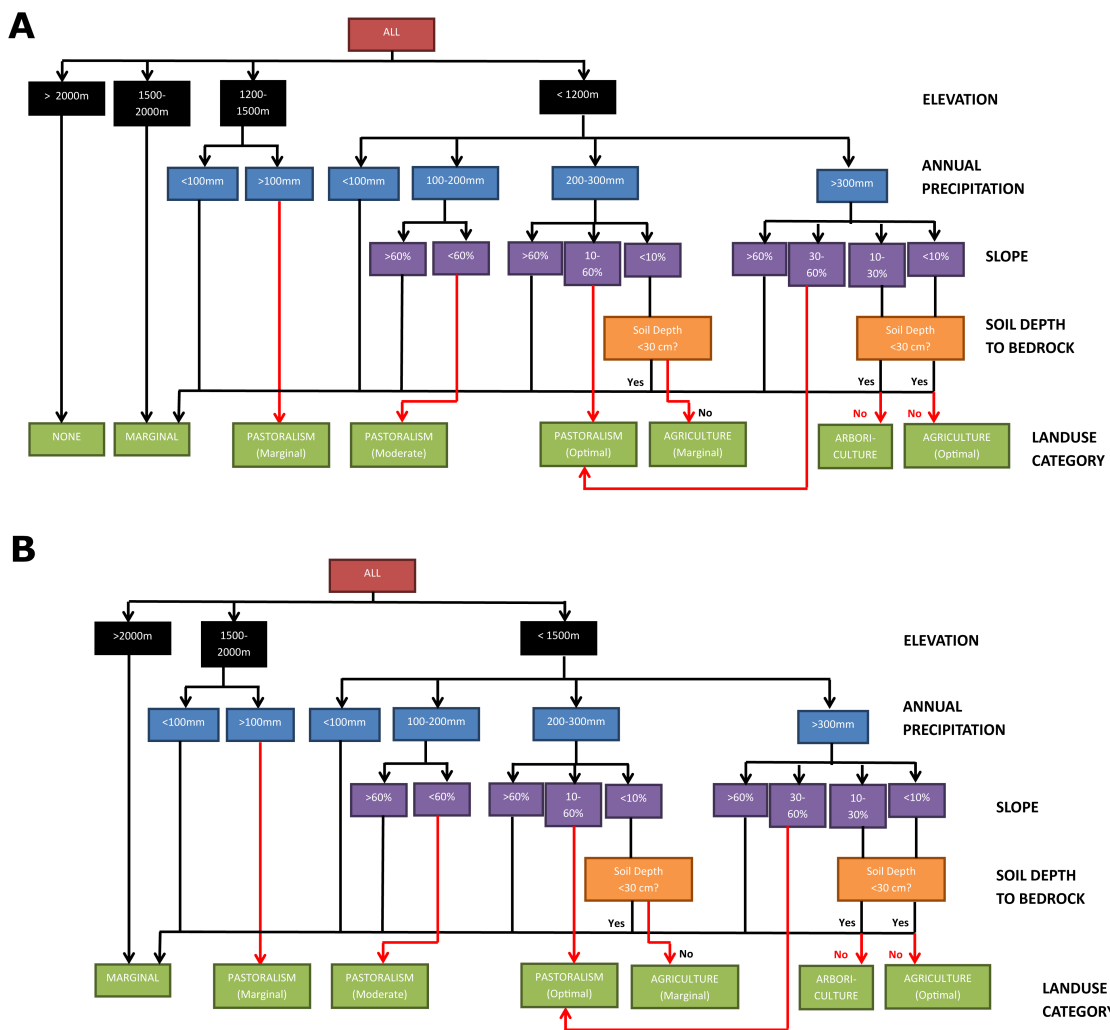 A
ALL
> 2000m
1500-
2000m
1200-
1500m
< 1200m
ELEVATION
<100mm
>100mm
<100mm
100-200mm
200-300mm
>300mm
ANNUAL
PRECIPITATION
>60%
<60%
>60%
10-
60%
<10%
>60%
30-
60%
10-
30%
<10%
SLOPE
Soil Depth
<30 cm?
Soil Depth
<30 cm?
SOIL DEPTH
TO BEDROCK
Yes
Yes
Yes
No
No
No
NONE
MARGINAL
PASTORALISM
(Marginal)
PASTORALISM
(Moderate)
PASTORALISM
(Optimal)
AGRICULTURE
(Marginal)
ARBORI-
CULTURE
AGRICULTURE
(Optimal)
LANDUSE
CATEGORY
B
ALL
>2000m
1500-
2000m
< 1500m
ELEVATION
<100mm
>100mm
<100mm
100-200mm
200-300mm
>300mm
ANNUAL
PRECIPITATION
>60%
<60%
>60%
10-
60%
<10%
>60%
30-
60%
10-
30%
<10%
SLOPE
Soil Depth
<30 cm?
Soil Depth
<30 cm?
SOIL DEPTH
TO BEDROCK
Yes
Yes
Yes
No
No
No
MARGINAL
PASTORALISM
(Marginal)
PASTORALISM
(Moderate)
PASTORALISM
(Optimal)
AGRICULTURE
(Marginal)
ARBORI-
CULTURE
AGRICULTURE
(Optimal)
LANDUSE
CATEGORY